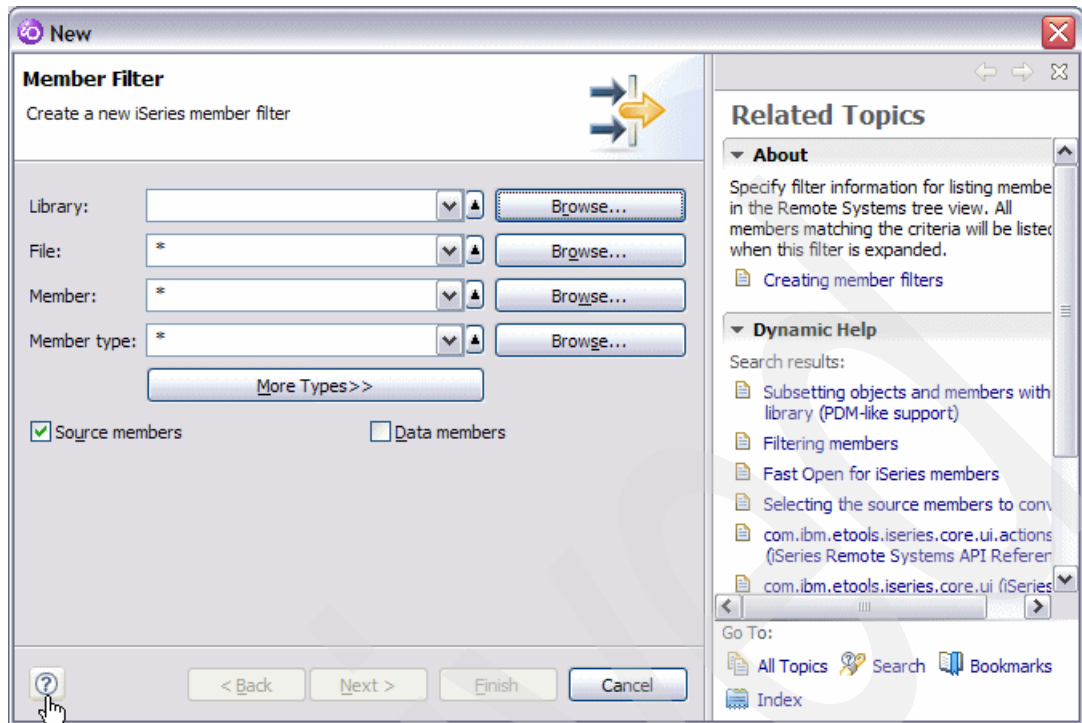 New
Member Filter
Create a new iSeries member filter
Library:
Browse...
File:
*
Browse...
Member:
*
Browse...
Member type:
*
Browse...
More Types>>
Source members
Data members
< Back
Next >
Finish
Cancel
Related Topics
About
Specify filter information for listing membe
in the Remote Systems tree view. All
members matching the criteria will be listed
when this filter is expanded.
Creating member filters
Dynamic Help
Search results:
Subsetting objects and members with
library (PDM-like support)
Filtering members
Fast Open for iSeries members
Selecting the source members to conv
com.ibm.etools.iseries.core.ui.actions
(iSeries Remote Systems API Referen
com.ibm.etools.iseries.core.ui (iSeries
Go To:
All Topics
Search
Bookmarks
Index